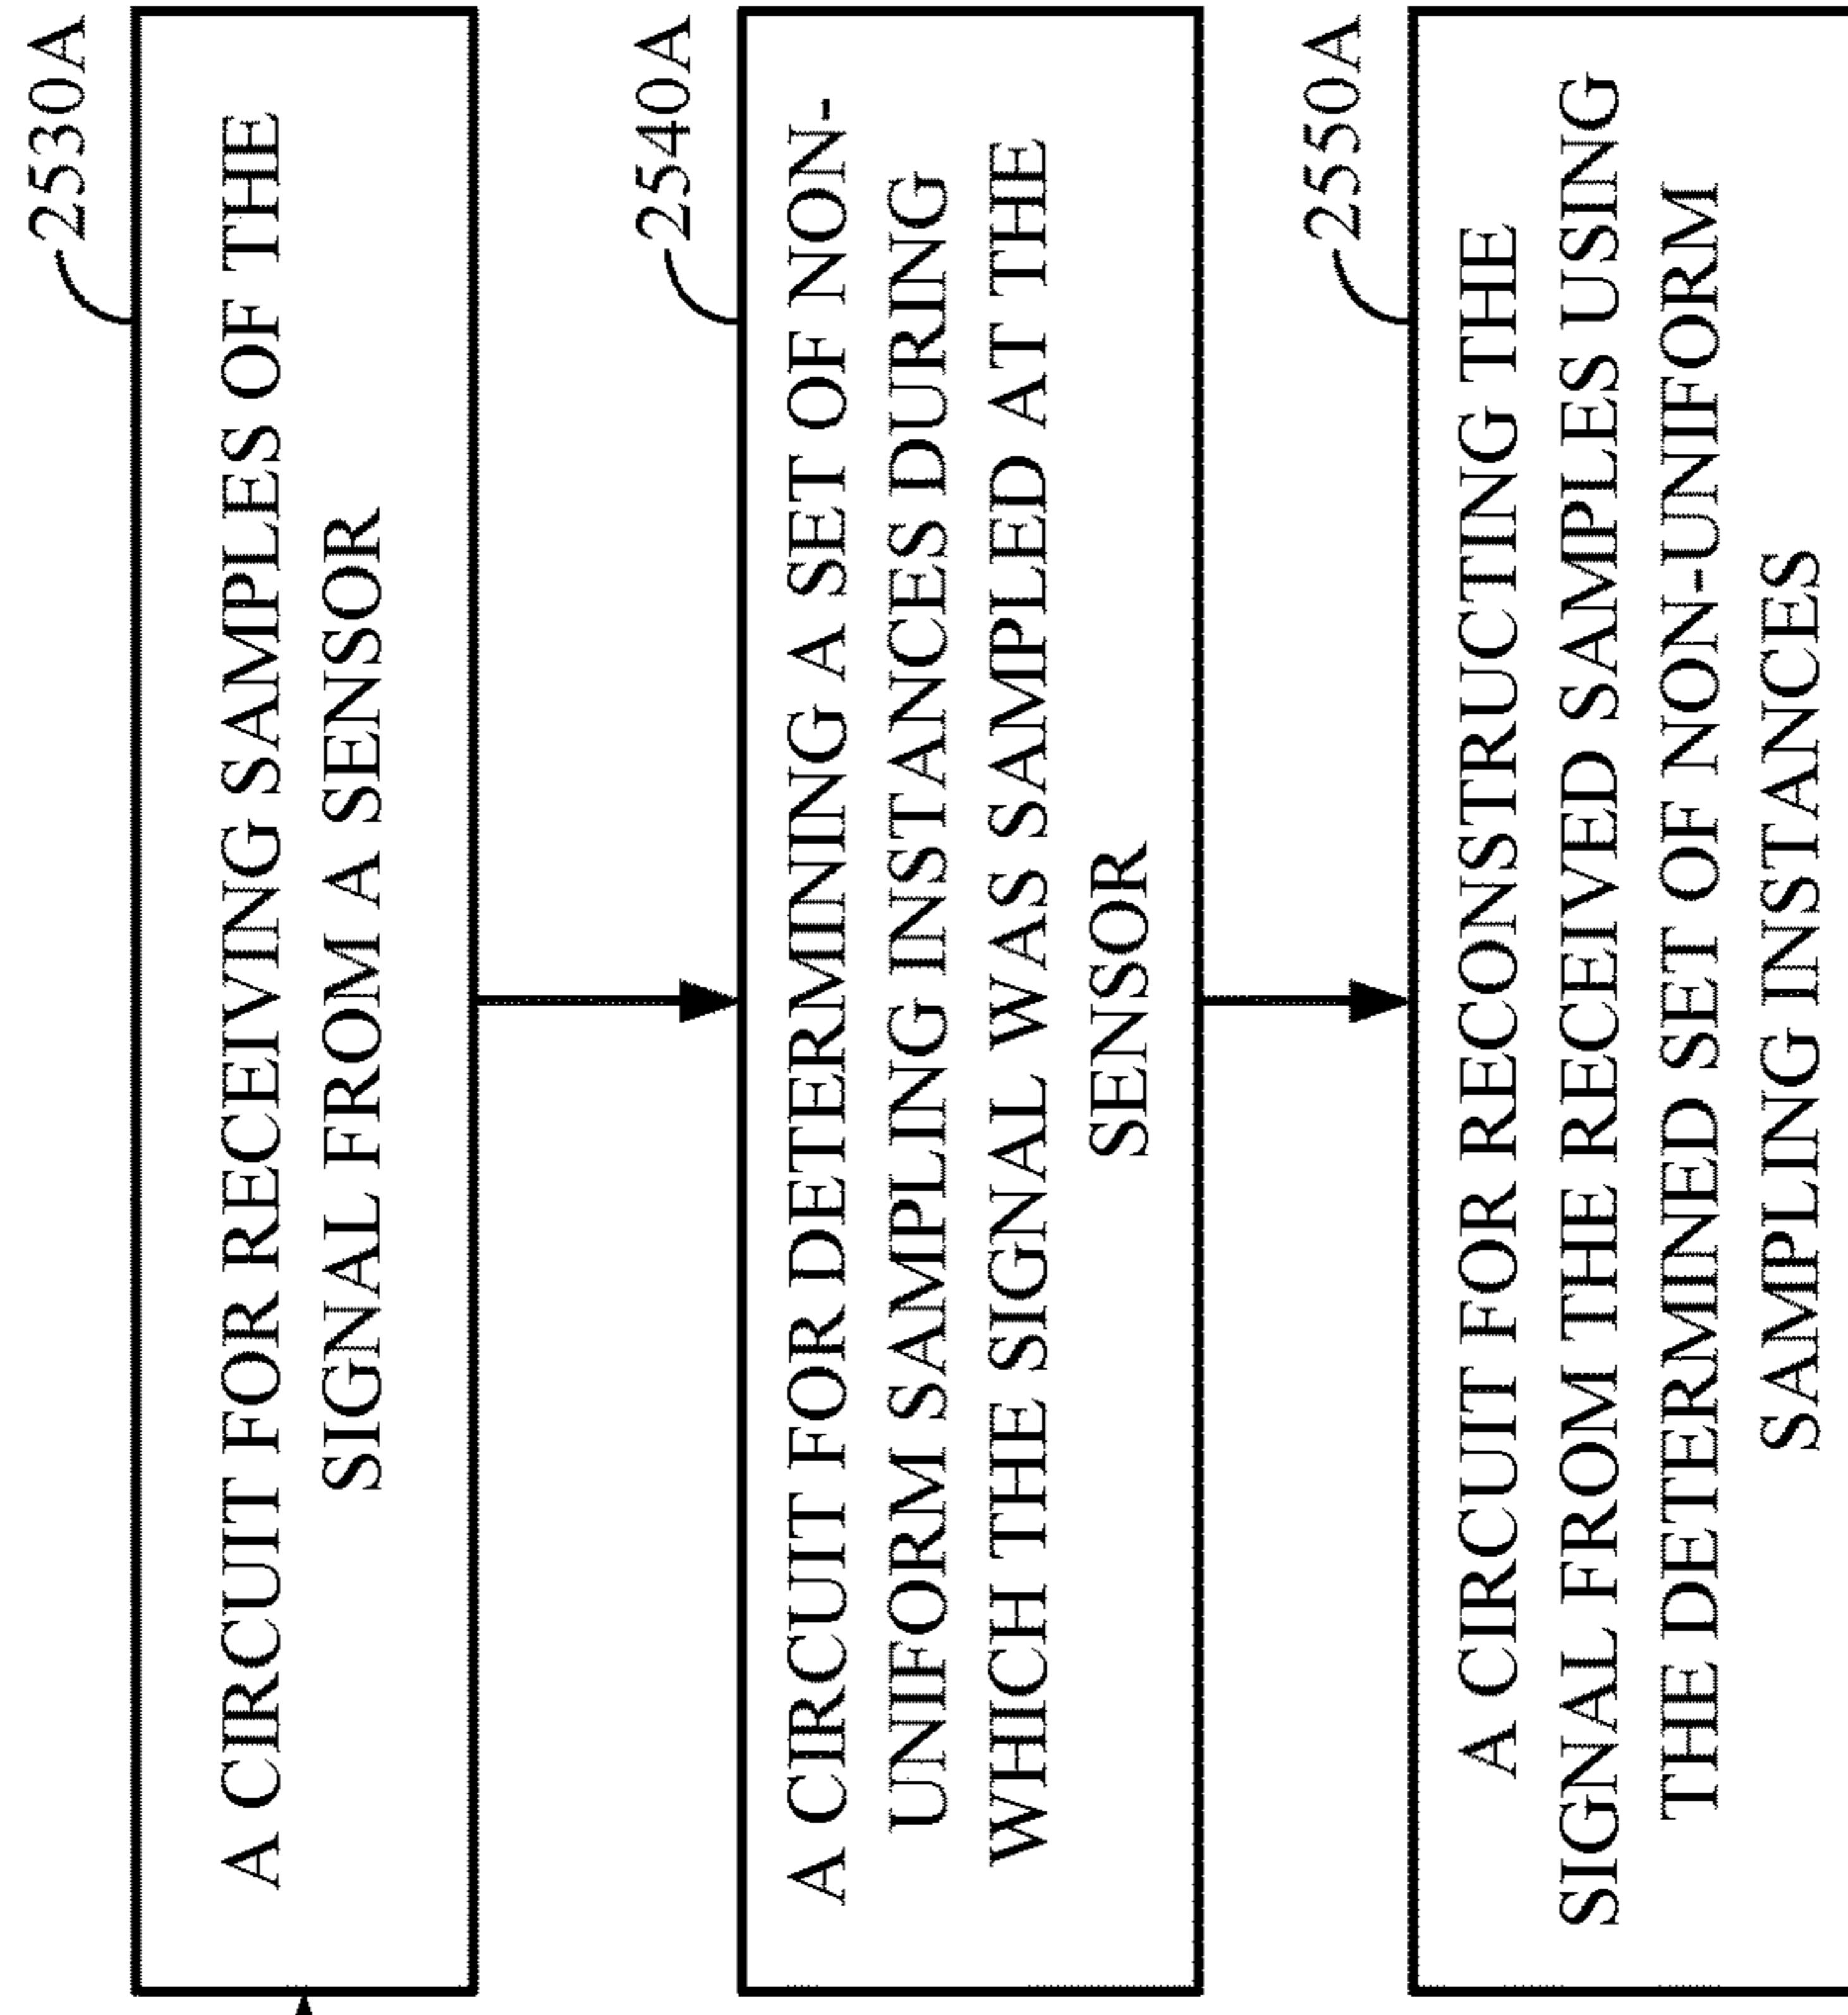 2530A
A CIRCUIT FOR RECEIVING SAMPLES OF THE
SIGNAL FROM A SENSOR
2540A
A CIRCUIT FOR DETERMINING A SET OF NON-
UNIFORM SAMPLING INSTANCES DURING
WHICH THE SIGNAL WAS SAMPLED AT THE
SENSOR
2550A
A CIRCUIT FOR RECONSTRUCTING THE
SIGNAL FROM THE RECEIVED SAMPLES USING
THE DETERMINED SET OF NON-UNIFORM
SAMPLING INSTANCES